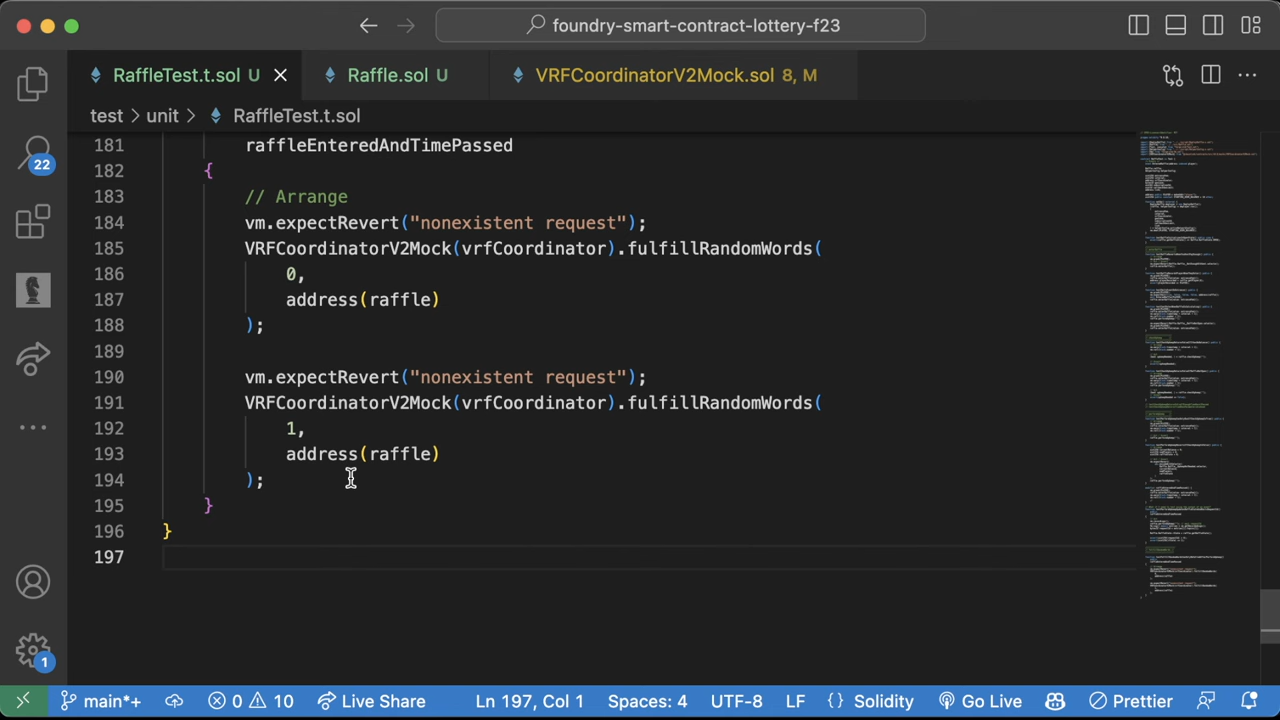 foundry-smart-contract-lottery-f23
RaffleTest.t.sol U
Raffle.sol U
VRFCoordinatorV2Mock.sol 8, M
test > unit > RaffleTest.t.sol
22
181 raffleEnteredAndTimePassed
182 {
183 // Arrange
184 vm.expectRevert("nonexistent request");
185 VRFCoordinatorV2Mock(vrfCoordinator).fulfillRandomWords(
186 0,
187 address(raffle)
188 );
189
190 vm.expectRevert("nonexistent request");
191 VRFCoordinatorV2Mock(vrfCoordinator).fulfillRandomWords(
192 1,
193 address(raffle)
194 );
195 }
196 }
197
1
main*+ 0 10 Live Share Ln 197, Col 1 Spaces: 4 UTF-8 LF {} Solidity Go Live Prettier